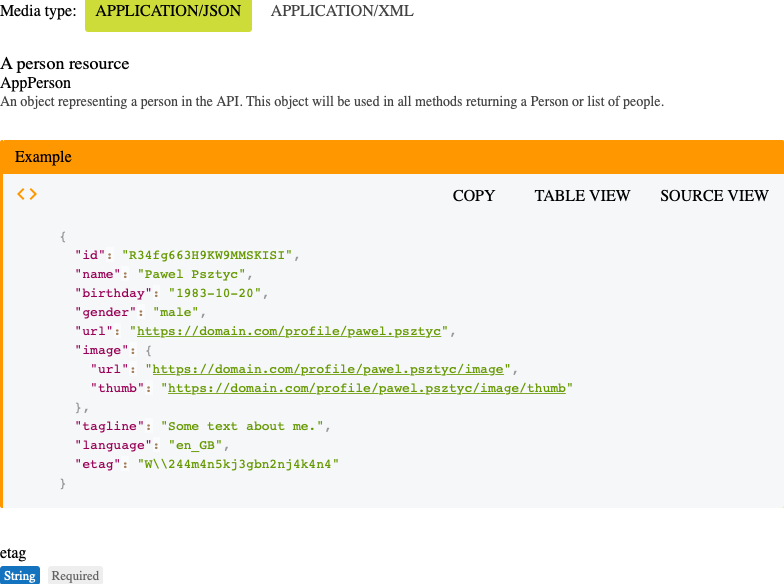 Media type: APPLICATION/JSON APPLICATION/XML
A person resource
AppPerson
An object representing a person in the API. This object will be used in all methods returning a Person or list of people.
Example
<> COPY TABLE VIEW SOURCE VIEW
{
"id": "R34fg663H9KW9MMSKISI",
"name": "Pawel Psztyc",
"birthday": "1983-10-20",
"gender": "male",
"url": "https://domain.com/profile/pawel.psztyc",
"image": {
"url": "https://domain.com/profile/pawel.psztyc/image",
"thumb": "https://domain.com/profile/pawel.psztyc/image/thumb"
},
"tagline": "Some text about me.",
"language": "en_GB",
"etag": "W\\244m4n5kj3gbn2nj4k4n4"
}
etag
String Required